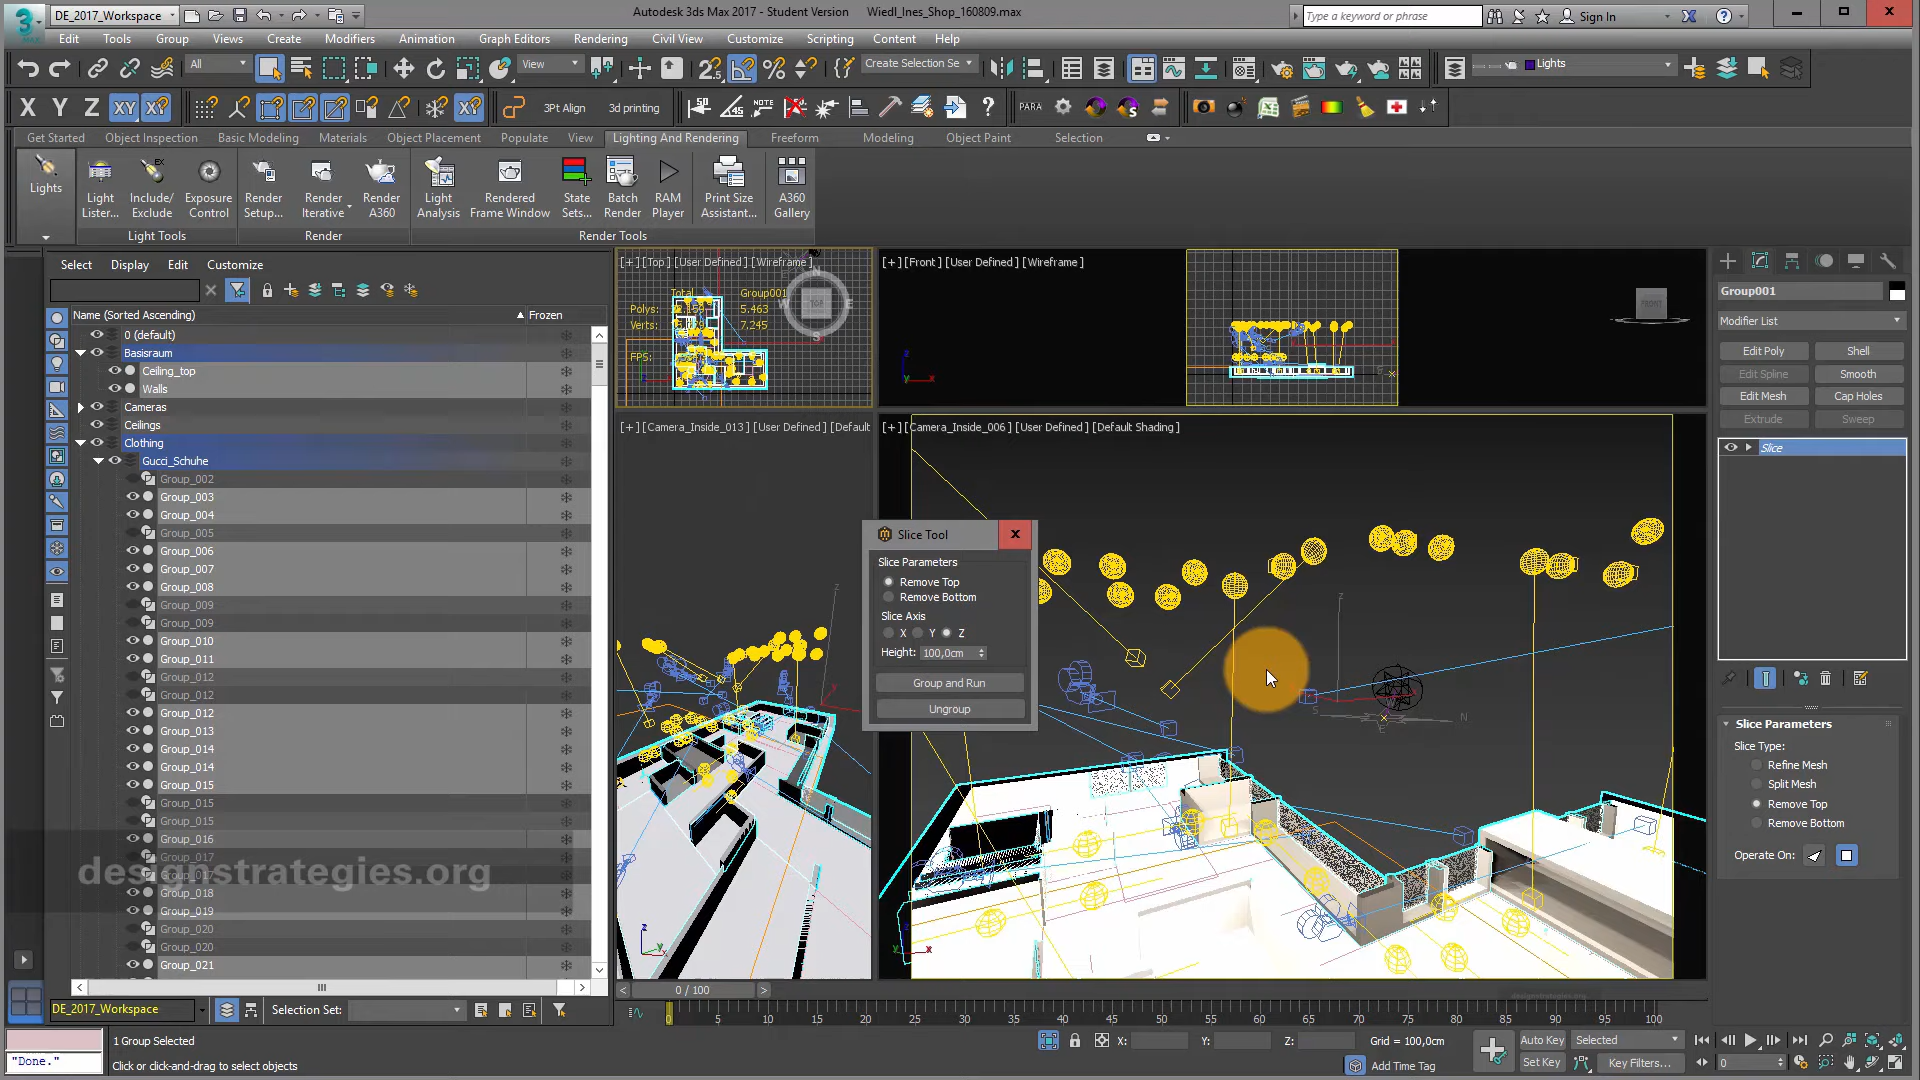 DE_2017_Workspace
Autodesk 3ds Max 2017 - Student Version Wiedl_Ines_Shop_160809.max
Type a keyword or phrase
Sign In
Edit Tools Group Views Create Modifiers Animation Graph Editors Rendering Civil View Customize Scripting Content Help
All
View
Create Selection Se
Lights
X Y Z XY XY
3Pt Align
3d printing
NOTE
PARA
Get Started Object Inspection Basic Modeling Materials Object Placement Populate View Lighting And Rendering Freeform Modeling Object Paint Selection
Lights
Light Lister...
Include/ Exclude
Exposure Control
Render Setup...
Render Iterative
Render A360
Light Analysis
Rendered Frame Window
State Sets...
Batch Render
RAM Player
Print Size Assistant...
A360 Gallery
Light Tools
Render
Render Tools
Select Display Edit Customize
Name (Sorted Ascending) Frozen
0 (default)
Basisraum
Ceiling_top
Walls
Cameras
Ceilings
Clothing
Gucci_Schuhe
Group_002
Group_003
Group_004
Group_005
Group_006
Group_007
Group_008
Group_009
Group_009
Group_010
Group_011
Group_012
Group_012
Group_012
Group_013
Group_014
Group_014
Group_015
Group_015
Group_015
Group_016
Group_017
Group_017
Group_018
Group_019
Group_020
Group_020
Group_021
designstrategies.org
[+] [Top] [User Defined] [Wireframe]
Total Group001
Polys: 5.463
Verts: 7.245
FPS:
TOP
[+] [Front] [User Defined] [Wireframe]
FRONT
[+] [Camera_Inside_013] [User Defined] [Default
[+] [Camera_Inside_006] [User Defined] [Default Shading]
Slice Tool
Slice Parameters
Remove Top
Remove Bottom
Slice Axis
X Y Z
Height: 100,0cm
Group and Run
Ungroup
Group001
Modifier List
Edit Poly Shell
Edit Spline Smooth
Edit Mesh Cap Holes
Extrude Sweep
Slice
Slice Parameters
Slice Type:
Refine Mesh
Split Mesh
Remove Top
Remove Bottom
Operate On:
0 / 100
0 5 10 15 20 25 30 35 40 45 50 55 60 65 70 75 80 85 90 95 100
DE_2017_Workspace
Selection Set:
1 Group Selected
"Done."
Click or click-and-drag to select objects
X: Y: Z: Grid = 100,0cm
Add Time Tag
Auto Key Selected
Set Key Key Filters...
0